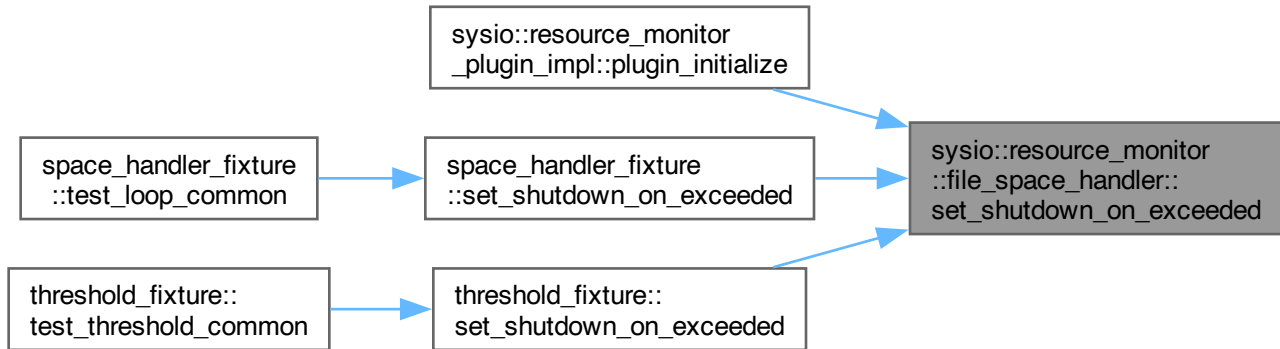 sysio::resource_monitor
_plugin_impl::plugin_initialize
space_handler_fixture
::test_loop_common
space_handler_fixture
::set_shutdown_on_exceeded
sysio::resource_monitor
::file_space_handler::
set_shutdown_on_exceeded
threshold_fixture::
test_threshold_common
threshold_fixture::
set_shutdown_on_exceeded